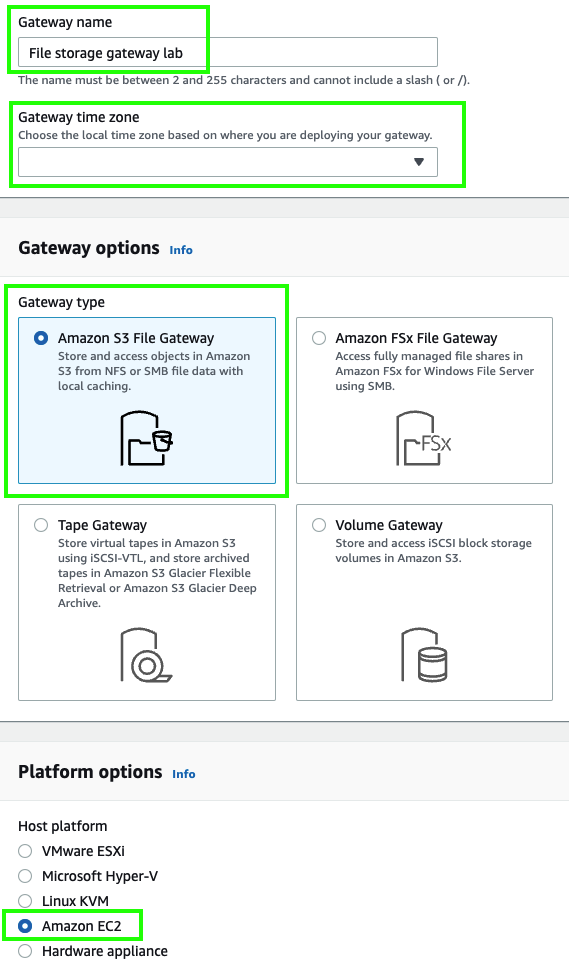 Gateway name
File storage gateway lab
The name must be between 2 and 255 characters and cannot include a slash ( or /).
Gateway time zone
Choose the local time zone based on where you are deploying your gateway.
Gateway options Info
Gateway type
Amazon S3 File Gateway
Store and access objects in Amazon
S3 from NFS or SMB file data with
local caching.
Amazon FSx File Gateway
Access fully managed file shares in
Amazon FSx for Windows File Server
using SMB.
FSx
Tape Gateway
Store virtual tapes in Amazon S3
using iSCSI-VTL, and store archived
tapes in Amazon S3 Glacier Flexible
Retrieval or Amazon S3 Glacier Deep
Archive.
Volume Gateway
Store and access iSCSI block storage
volumes in Amazon S3.
Platform options Info
Host platform
VMware ESXi
Microsoft Hyper-V
Linux KVM
Amazon EC2
Hardware appliance